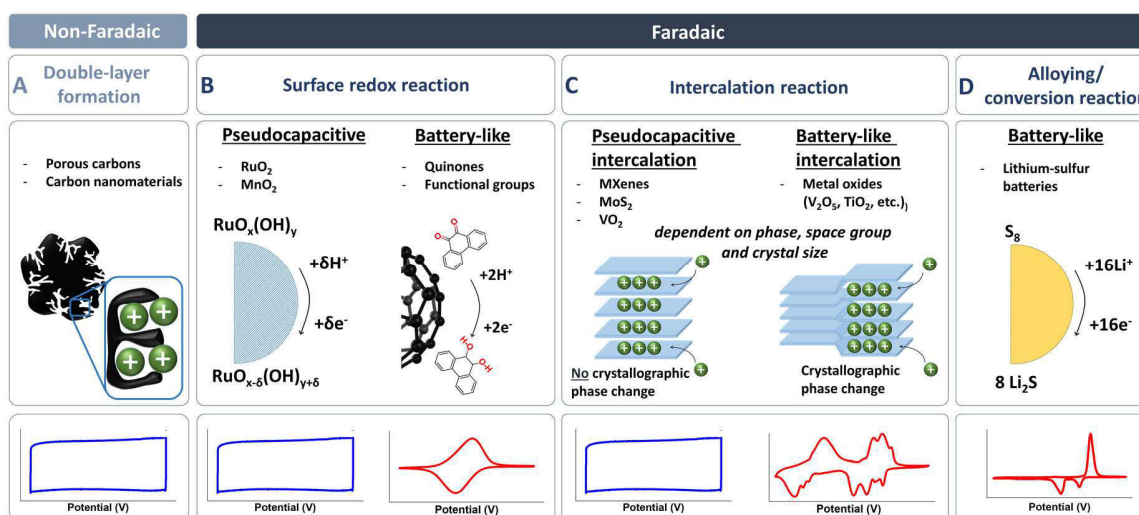 Non-Faradaic
Faradaic
A
Double-layer
formation
B
Surface redox reaction
C
Intercalation reaction
D
Alloying/
conversion reaction
- Porous carbons
- Carbon nanomaterials
Pseudocapacitive
- RuO₂
- MnO₂
RuOₓ(OH)ᵧ
+δH⁺
+δe⁻
RuOₓ₋δ(OH)ᵧ₊δ
Battery-like
- Quinones
- Functional groups
O
O
+2H⁺
+2e⁻
H-O
O-H
Pseudocapacitive
intercalation
- MXenes
- MoS₂
- VO₂
Battery-like
intercalation
- Metal oxides
(V₂O₅, TiO₂, etc.))
dependent on phase, space group
and crystal size
No crystallographic
phase change
Crystallographic
phase change
Battery-like
- Lithium-sulfur
batteries
S₈
+16Li⁺
+16e⁻
8 Li₂S
Potential (V)
Potential (V)
Potential (V)
Potential (V)
Potential (V)
Potential (V)